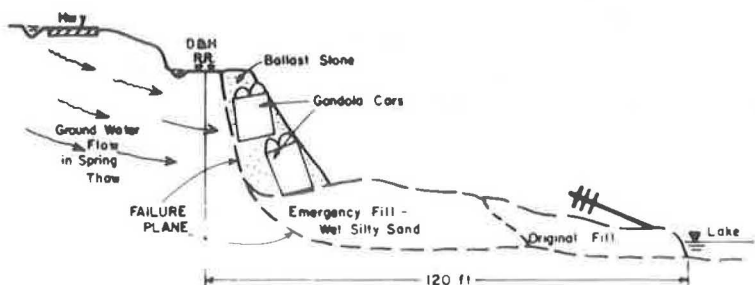 Hwy
D&H
R.R.
Ballast Stone
Gondola Cars
Ground Water
Flow
in Spring
Thaw
FAILURE
PLANE
Emergency Fill -
Wet Silty Sand
Original Fill
Lake
120 ft